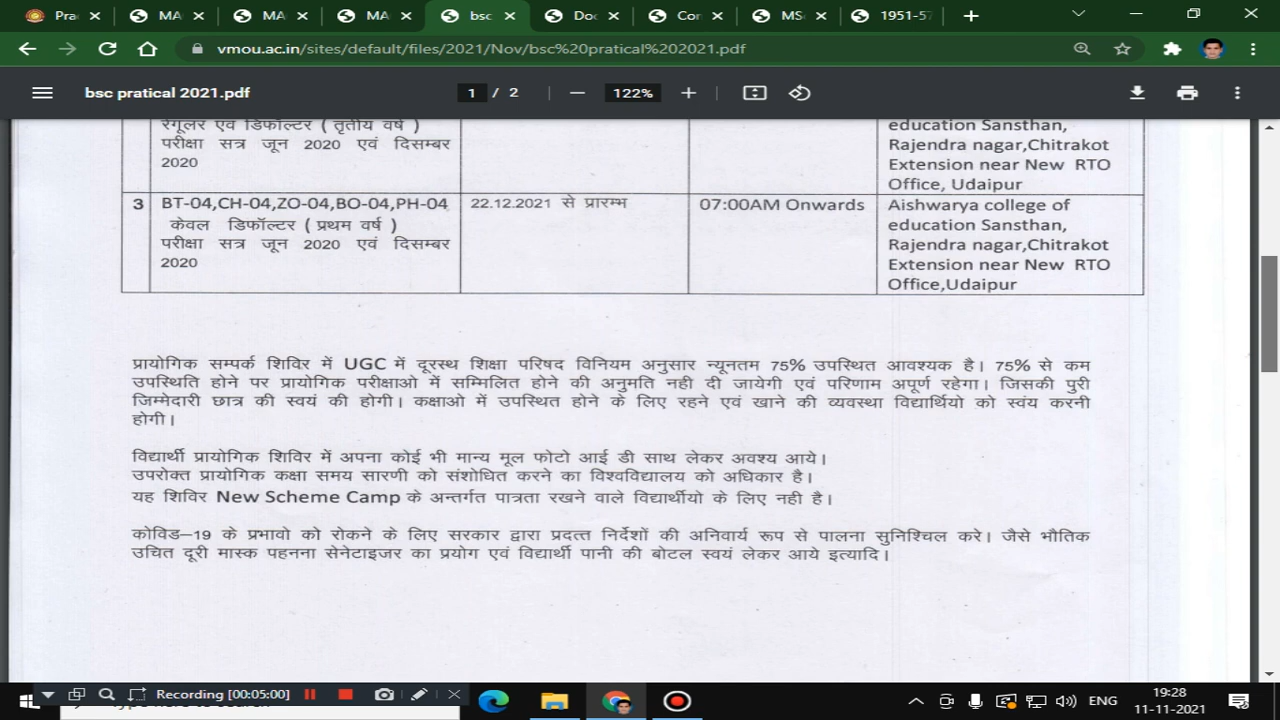 Pra
MA
MA
MA
bsc
Doc
Cor
MS
1951-57
vmou.ac.in/sites/default/files/2021/Nov/bsc%20pratical%202021.pdf
bsc pratical 2021.pdf
1 / 2
122%
रेगूलर एवं डिफॉल्टर ( तृतीय वर्ष )
परीक्षा सत्र जून 2020 एवं दिसम्बर
2020
education Sansthan,
Rajendra nagar,Chitrakot
Extension near New RTO
Office, Udaipur
3
BT-04,CH-04,ZO-04,BO-04,PH-04
केवल डिफॉल्टर ( प्रथम वर्ष )
परीक्षा सत्र जून 2020 एवं दिसम्बर
2020
22.12.2021 से प्रारम्भ
07:00AM Onwards
Aishwarya college of
education Sansthan,
Rajendra nagar,Chitrakot
Extension near New RTO
Office,Udaipur
प्रायोगिक सम्पर्क शिविर में UGC में दूरस्थ शिक्षा परिषद विनियम अनुसार न्यूनतम 75% उपस्थित आवश्यक है। 75% से कम
उपस्थिति होने पर प्रायोगिक परीक्षाओ में सम्मिलित होने की अनुमति नही दी जायेगी एवं परिणाम अपूर्ण रहेगा। जिसकी पुरी
जिम्मेदारी छात्र की स्वयं की होगी। कक्षाओ में उपस्थित होने के लिए रहने एवं खाने की व्यवस्था विद्यार्थियो को स्वंय करनी
होगी।
विद्यार्थी प्रायोगिक शिविर में अपना कोई भी मान्य मूल फोटो आई डी साथ लेकर अवश्य आये।
उपरोक्त प्रायोगिक कक्षा समय सारणी को संशोधित करने का विश्वविद्यालय को अधिकार है।
यह शिविर New Scheme Camp के अन्तर्गत पात्रता रखने वाले विद्यार्थीयो के लिए नही है।
कोविड–19 के प्रभावो को रोकने के लिए सरकार द्वारा प्रदत्त निर्देशों की अनिवार्य रूप से पालना सुनिश्चिल करे। जैसे भौतिक
उचित दूरी मास्क पहनना सेनेटाइजर का प्रयोग एवं विद्यार्थी पानी की बोटल स्वयं लेकर आये इत्यादि।
Recording [00:05:00]
ENG
19:28
11-11-2021